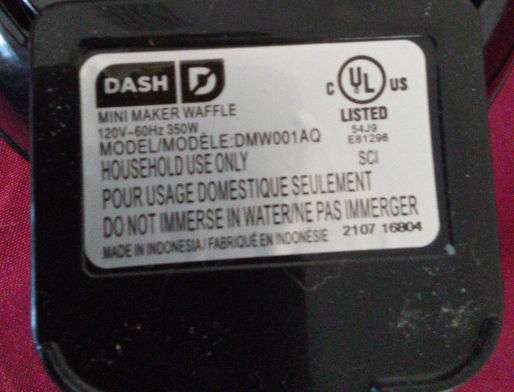 DASH D
MINI MAKER WAFFLE
120V~60Hz 350W
MODEL/MODÈLE:DMW001AQ
HOUSEHOLD USE ONLY
POUR USAGE DOMESTIQUE SEULEMENT
DO NOT IMMERSE IN WATER/NE PAS IMMERGER
MADE IN INDONESIA/FABRIQUÉ EN INDONÉSIE 2107 16804
C UL US
LISTED
54J9
E81296
SCI